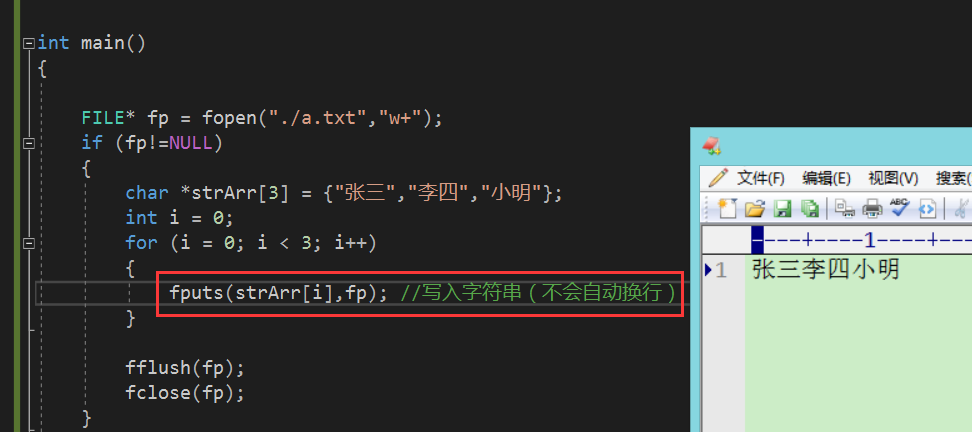 int main()
{
FILE* fp = fopen("./a.txt","w+");
if (fp!=NULL)
{
char *strArr[3] = {"张三","李四","小明"};
int i = 0;
for (i = 0; i < 3; i++)
{
fputs(strArr[i],fp); //写入字符串（不会自动换行）
}
fflush(fp);
fclose(fp);
}
文件(F) 编辑(E) 视图(V) 搜索(
ABC
----+----1----+---
1 张三李四小明